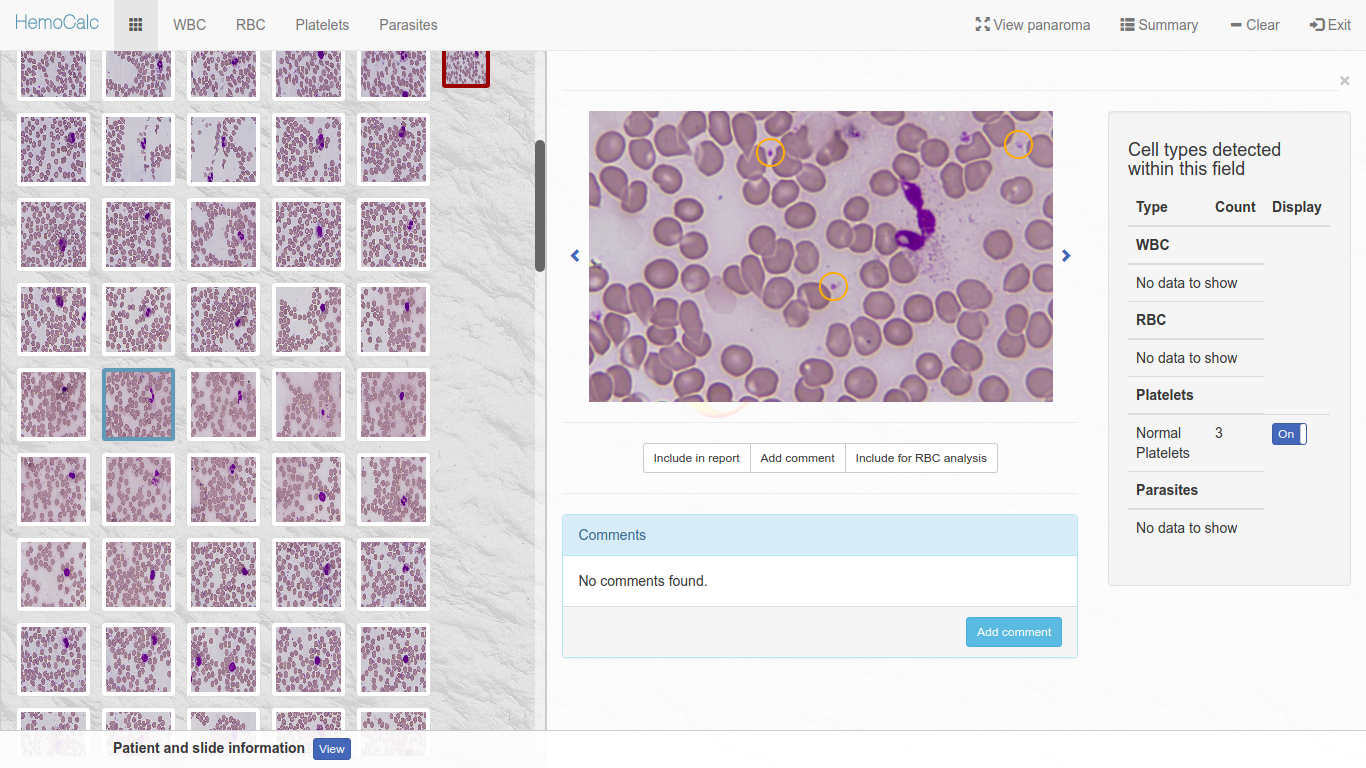 HemoCalc WBC RBC Platelets Parasites View panaroma Summary Clear Exit
×
Cell types detected
within this field
Type Count Display
WBC
No data to show
RBC
No data to show
Platelets
Normal 3 On
Platelets
Parasites
No data to show
Include in report Add comment Include for RBC analysis
Comments
No comments found.
Add comment
Patient and slide information View